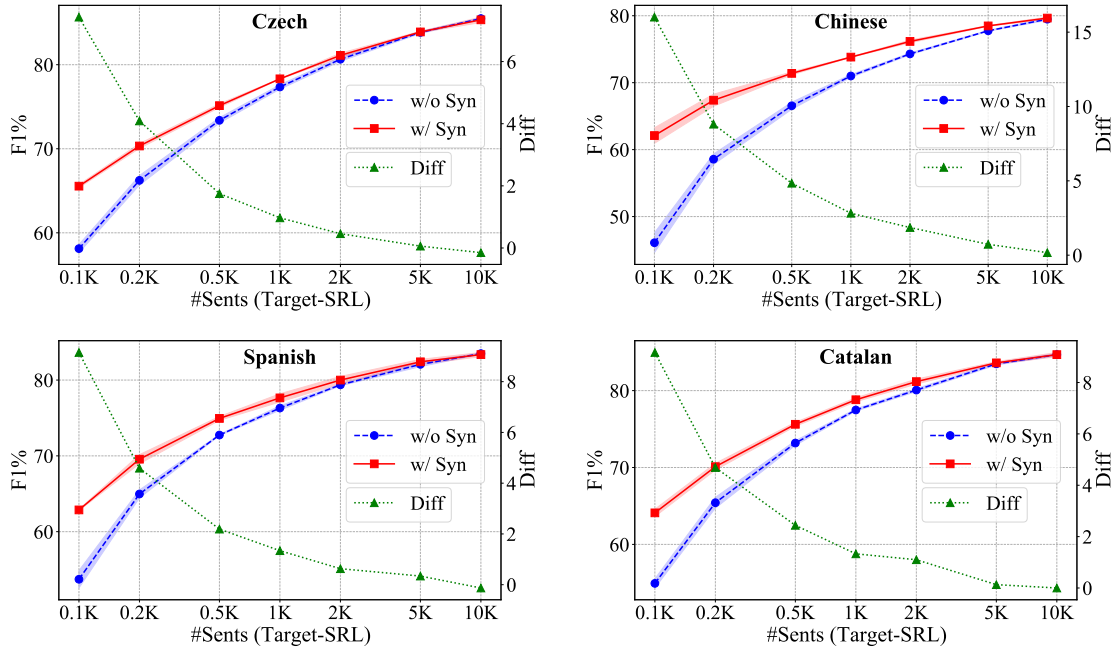 Czech
F1%
80
70
60
6
4
2
0
Diff
w/o Syn
w/ Syn
Diff
0.1K 0.2K 0.5K 1K 2K 5K 10K
#Sents (Target-SRL)
Chinese
F1%
80
70
60
50
15
10
5
0
Diff
w/o Syn
w/ Syn
Diff
0.1K 0.2K 0.5K 1K 2K 5K 10K
#Sents (Target-SRL)
Spanish
F1%
80
70
60
8
6
4
2
0
Diff
w/o Syn
w/ Syn
Diff
0.1K 0.2K 0.5K 1K 2K 5K 10K
#Sents (Target-SRL)
Catalan
F1%
80
70
60
8
6
4
2
0
Diff
w/o Syn
w/ Syn
Diff
0.1K 0.2K 0.5K 1K 2K 5K 10K
#Sents (Target-SRL)